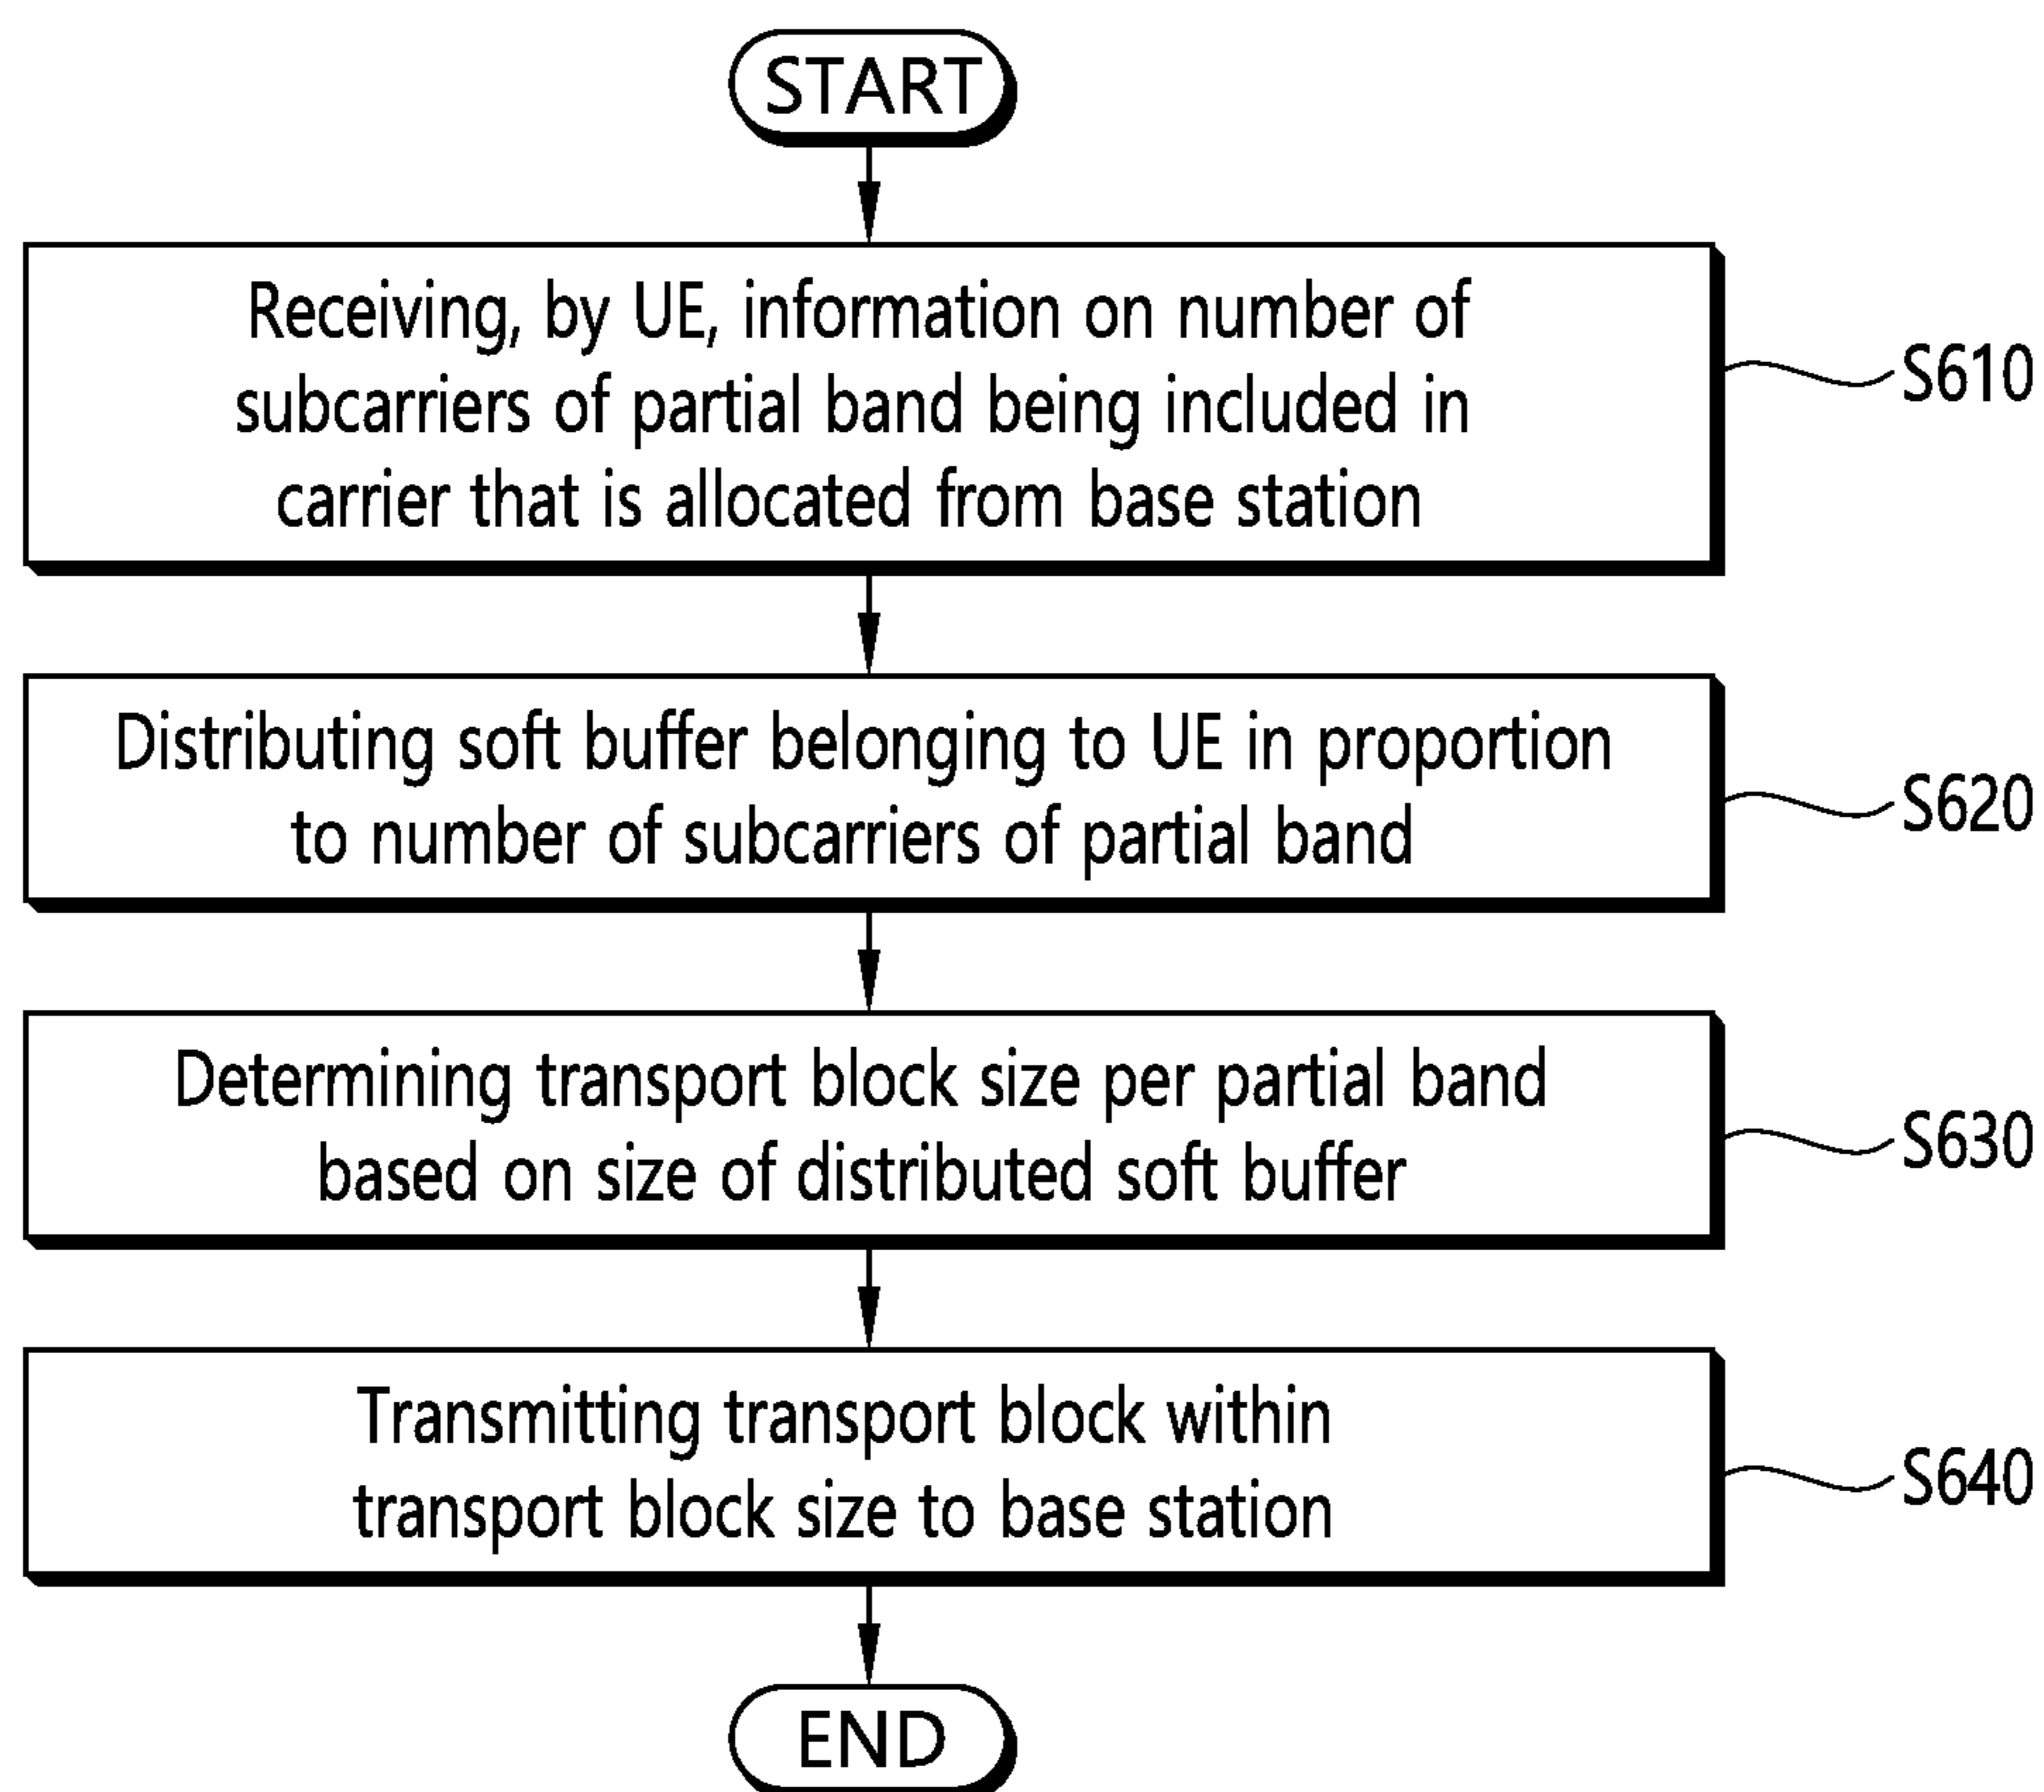 START
Receiving, by UE, information on number of
subcarriers of partial band being included in
carrier that is allocated from base station
S610
Distributing soft buffer belonging to UE in proportion
to number of subcarriers of partial band
S620
Determining transport block size per partial band
based on size of distributed soft buffer
S630
Transmitting transport block within
transport block size to base station
S640
END